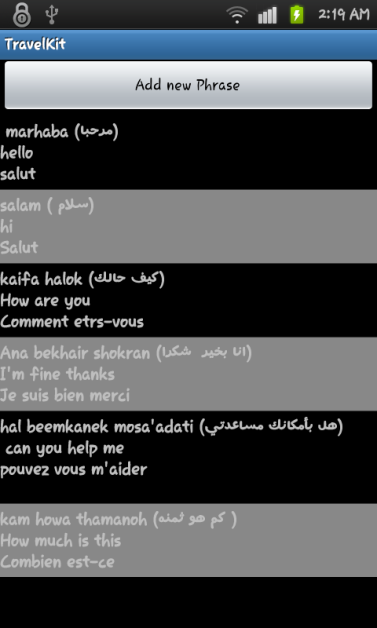 2:19 AM
TravelKit
Add new Phrase
marhaba (مرحبا)
hello
salut
salam ( سلام)
hi
Salut
kaifa halok (كيف حالك)
How are you
Comment etrs-vous
Ana bekhair shokran (انا بخير شكرا)
I'm fine thanks
Je suis bien merci
hal beemkanek mosa'adati (هل بأمكانك مساعدتي)
can you help me
pouvez vous m'aider
kam howa thamanoh (كم هو ثمنه )
How much is this
Combien est-ce